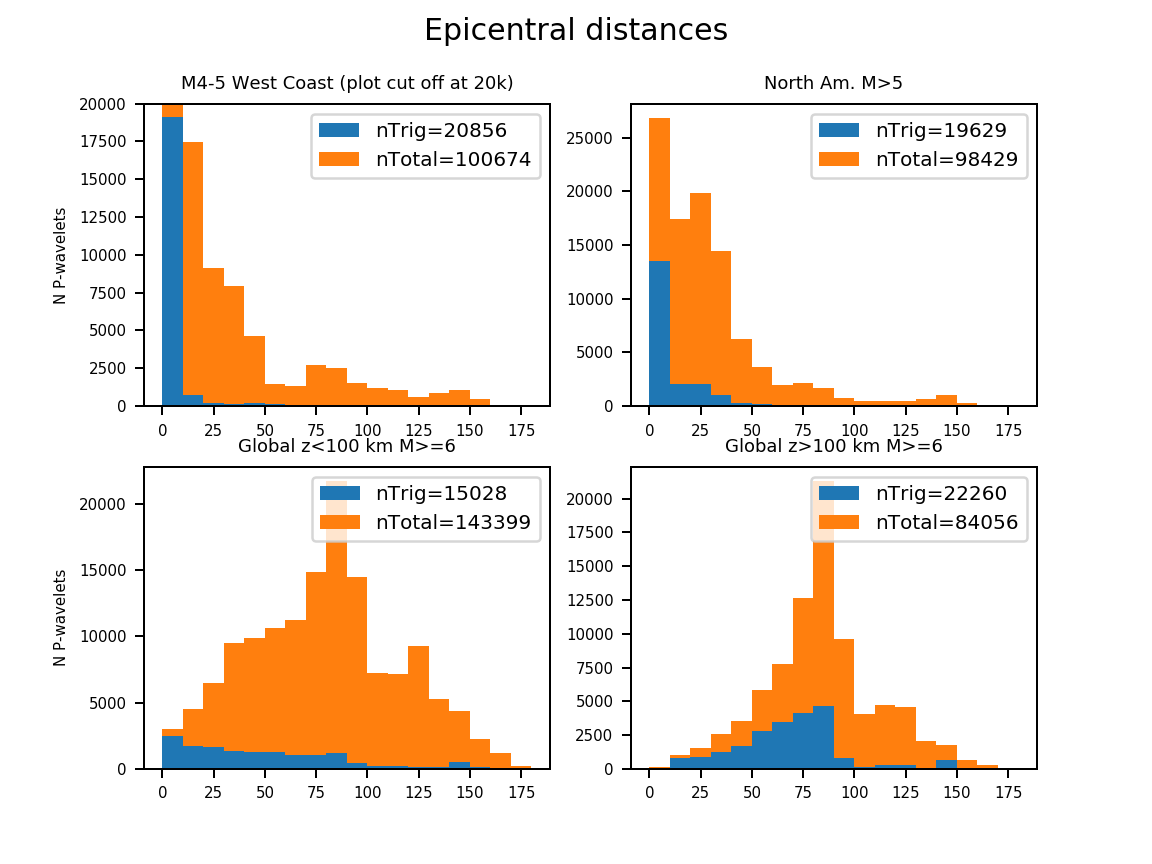 Epicentral distances
M4-5 West Coast (plot cut off at 20k)
North Am. M>5
nTrig=20856
nTotal=100674
nTrig=19629
nTotal=98429
N P-wavelets
20000
17500
15000
12500
10000
7500
5000
2500
0
25000
20000
15000
10000
5000
0
0 25 50 75 100 125 150 175
0 25 50 75 100 125 150 175
Global z<100 km M>=6
Global z>100 km M>=6
nTrig=15028
nTotal=143399
nTrig=22260
nTotal=84056
N P-wavelets
20000
15000
10000
5000
0
20000
17500
15000
12500
10000
7500
5000
2500
0
0 25 50 75 100 125 150 175
0 25 50 75 100 125 150 175